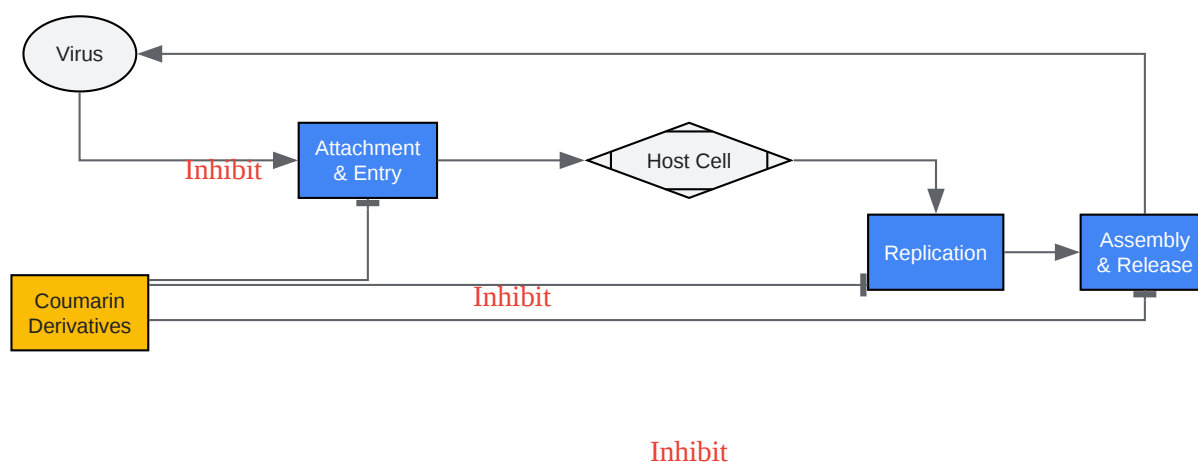 Virus
Attachment
& Entry
Host Cell
Inhibit
Replication
Assembly
& Release
Inhibit
Coumarin
Derivatives
Inhibit